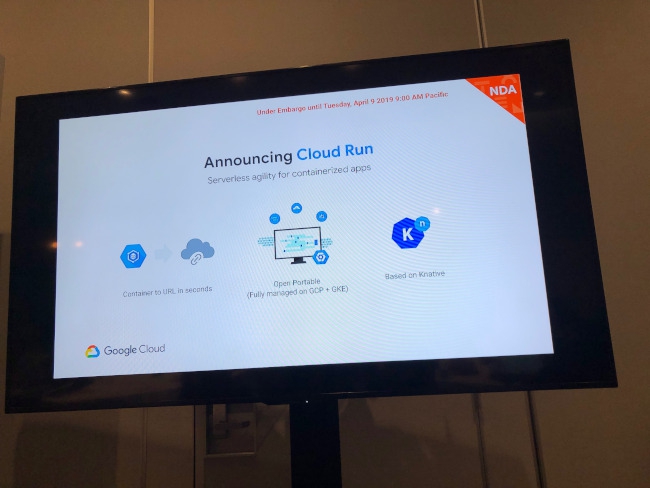 Under Embargo until Tuesday, April 9 2019 9:00 AM Pacific
NDA
Announcing Cloud Run
Serverless agility for containerized apps
Container to URL in seconds
Open Portable
(Fully managed on GCP + GKE)
K
n
Based on Knative
Google Cloud